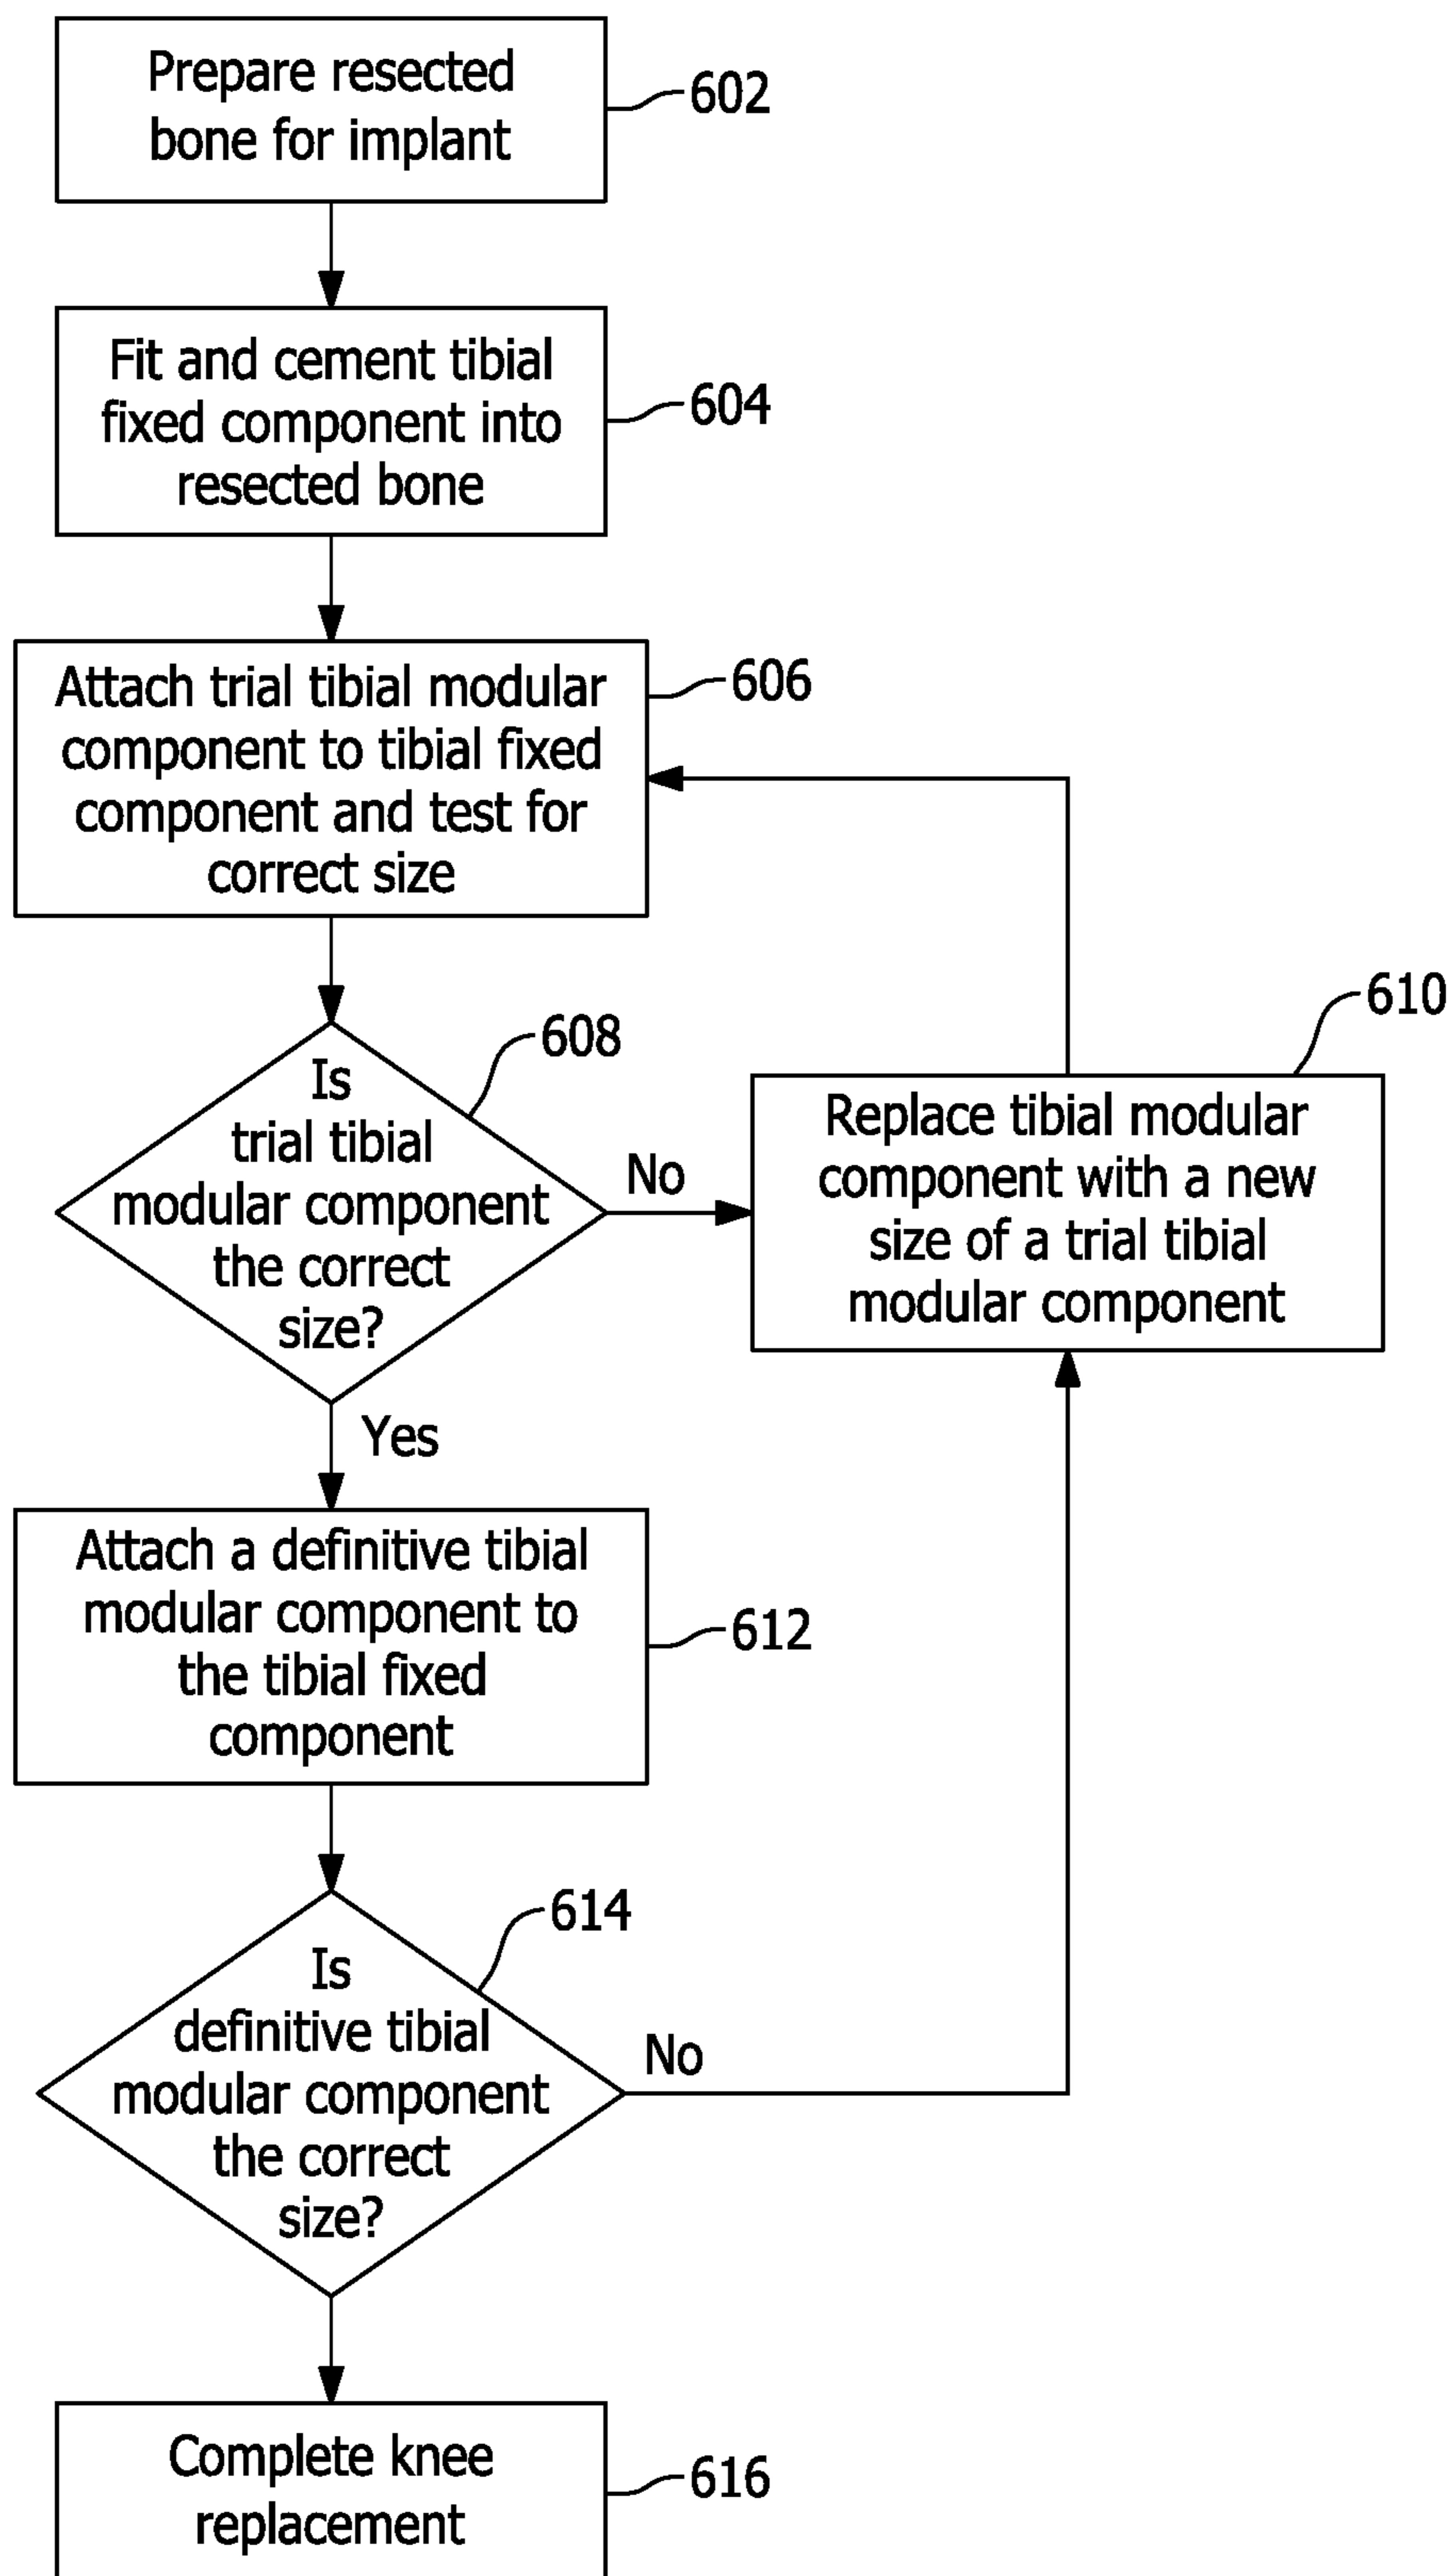 Prepare resected
bone for implant
602
Fit and cement tibial
fixed component into
resected bone
604
Attach trial tibial modular
component to tibial fixed
component and test for
correct size
606
Is
trial tibial
modular component
the correct
size?
608
No
Replace tibial modular
component with a new
size of a trial tibial
modular component
610
Yes
Attach a definitive tibial
modular component to
the tibial fixed
component
612
Is
definitive tibial
modular component
the correct
size?
614
No
Complete knee
replacement
616